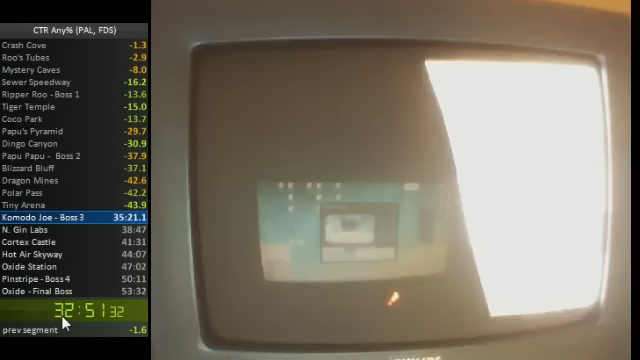 CTR Any% (PAL, FDS)
Crash Cove -1.3
Roo's Tubes -2.9
Mystery Caves -8.0
Sewer Speedway -16.2
Ripper Roo - Boss 1 -13.6
Tiger Temple -15.0
Coco Park -13.7
Papu's Pyramid -29.7
Dingo Canyon -30.9
Papu Papu - Boss 2 -37.9
Blizzard Bluff -37.1
Dragon Mines -42.6
Polar Pass -42.2
Tiny Arena -43.9
Komodo Joe - Boss 3 35:21.1
N. Gin Labs 38:47
Cortex Castle 41:31
Hot Air Skyway 44:07
Oxide Station 47:02
Pinstripe - Boss 4 50:11
Oxide - Final Boss 53:32
32:51 32
prev segment -1.6